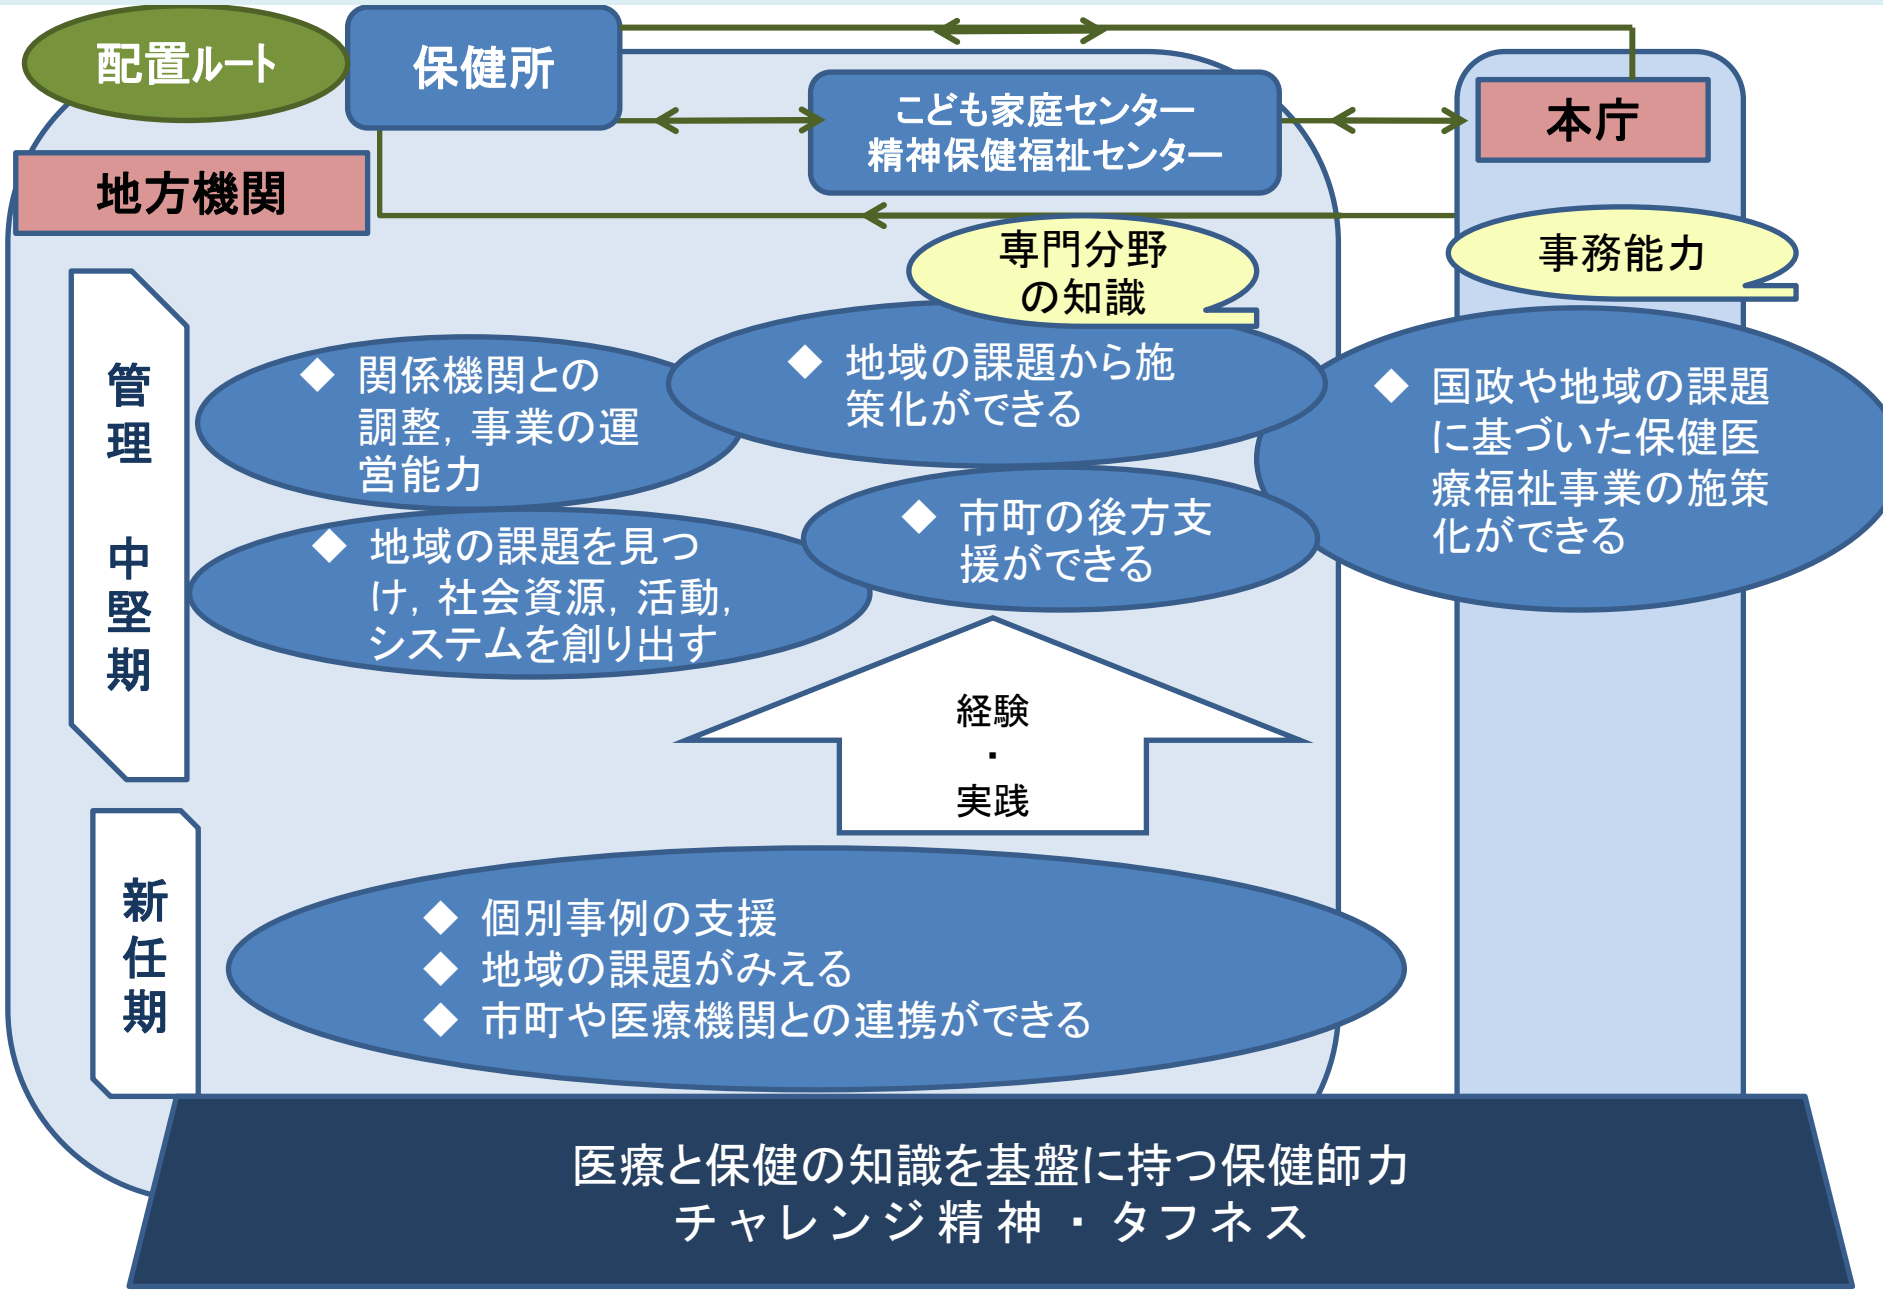 配置ルート
保健所
こども家庭センター
精神保健福祉センター
本庁
地方機関
専門分野
の知識
事務能力
管理 中堅期
◆ 関係機関との
調整, 事業の運
営能力
◆ 地域の課題から施
策化ができる
◆ 国政や地域の課題
に基づいた保健医
療福祉事業の施策
化ができる
◆ 地域の課題を見つ
け, 社会資源, 活動,
システムを創り出す
◆ 市町の後方支
援ができる
経験
・
実践
新任期
◆ 個別事例の支援
◆ 地域の課題がみえる
◆ 市町や医療機関との連携ができる
医療と保健の知識を基盤に持つ保健師力
チャレンジ精神・タフネス